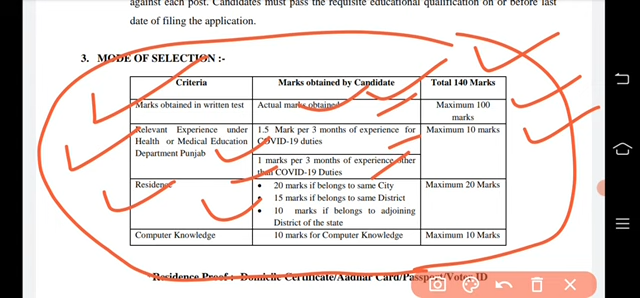 against each post. Candidates must pass the requisite educational qualification on or before last
date of filing the application.
3. MODE OF SELECTION :-
Criteria Marks obtained by Candidate Total 140 Marks
Marks obtained in written test Actual marks obtained Maximum 100
marks
Relevant Experience under 1.5 Mark per 3 months of experience for Maximum 10 marks
Health or Medical Education COVID-19 duties
Department Punjab
1 marks per 3 months of experience other
than COVID-19 Duties
Residence • 20 marks if belongs to same City Maximum 20 Marks
• 15 marks if belongs to same District
• 10 marks if belongs to adjoining
District of the state
Computer Knowledge 10 marks for Computer Knowledge Maximum 10 Marks
Residence Proof:- Domicile Certificate/Aadhar Card/Passport/Voter ID